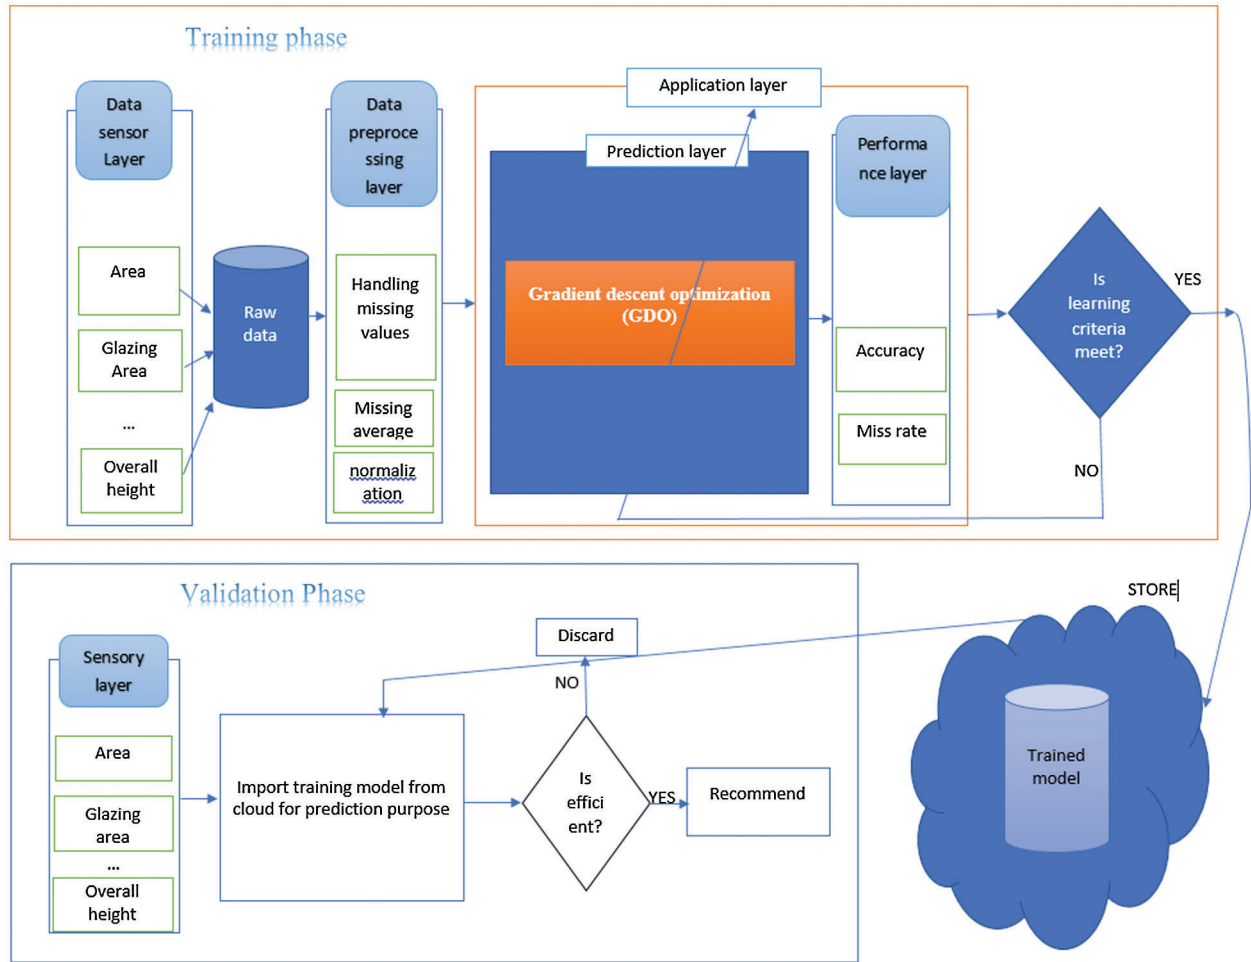 Training phase
Data
sensor
Layer
Area
Glazing
Area
...
Overall
height
Raw
data
Data
preproce
ssing
layer
Handling
missing
values
Missing
average
normaliz
ation
Application layer
Prediction layer
Gradient descent optimization
(GDO)
Performa
nce layer
Accuracy
Miss rate
Is
learning
criteria
meet?
YES
NO
Validation Phase
Sensory
layer
Area
Glazing
area
...
Overall
height
Import training model from
cloud for prediction purpose
Discard
NO
Is
effici
ent?
YES
Recommend
STORE
Trained
model